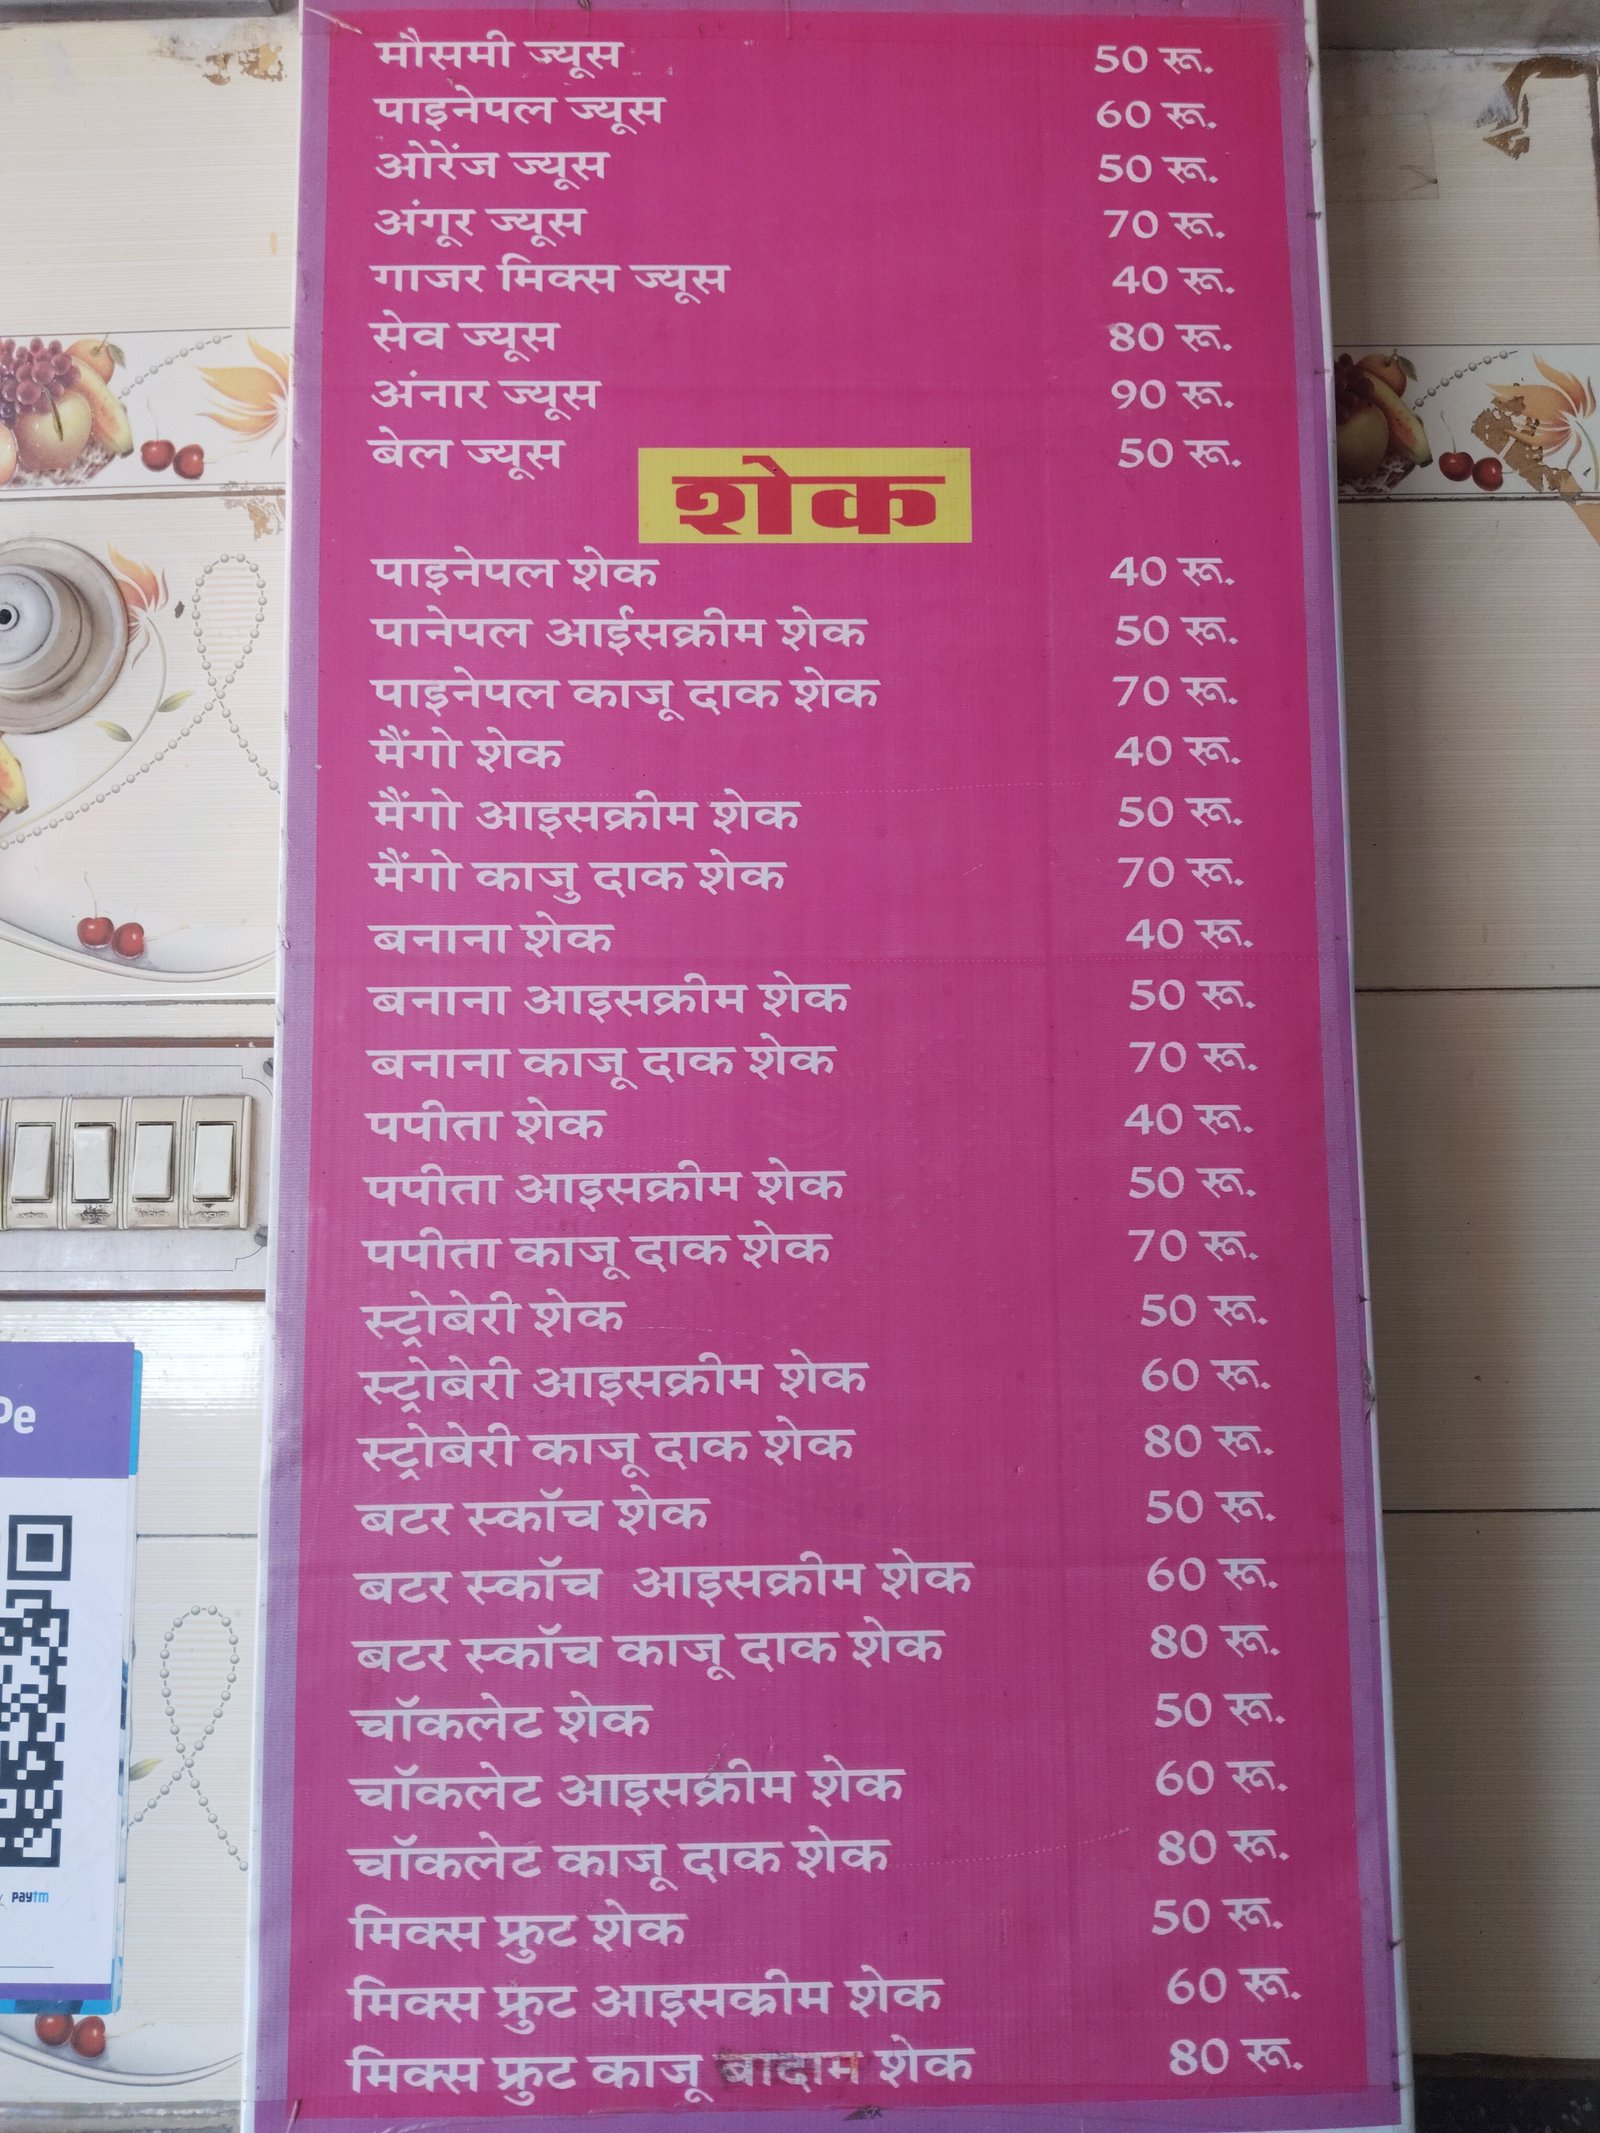 मौसमी ज्यूस 50 रू.
पाइनेपल ज्यूस 60 रू.
ओरेंज ज्यूस 50 रू.
अंगूर ज्यूस 70 रू.
गाजर मिक्स ज्यूस 40 रू.
सेव ज्यूस 80 रू.
अंनार ज्यूस 90 रू.
बेल ज्यूस 50 रू.
शेक
पाइनेपल शेक 40 रू.
पानेपल आईसक्रीम शेक 50 रू.
पाइनेपल काजू दाक शेक 70 रू.
मैंगो शेक 40 रू.
मैंगो आइसक्रीम शेक 50 रू.
मैंगो काजु दाक शेक 70 रू.
बनाना शेक 40 रू.
बनाना आइसक्रीम शेक 50 रू.
बनाना काजू दाक शेक 70 रू.
पपीता शेक 40 रू.
पपीता आइसक्रीम शेक 50 रू.
पपीता काजू दाक शेक 70 रू.
स्ट्रोबेरी शेक 50 रू.
स्ट्रोबेरी आइसक्रीम शेक 60 रू.
स्ट्रोबेरी काजू दाक शेक 80 रू.
बटर स्कॉच शेक 50 रू.
बटर स्कॉच आइसक्रीम शेक 60 रू.
बटर स्कॉच काजू दाक शेक 80 रू.
चॉकलेट शेक 50 रू.
चॉकलेट आइसक्रीम शेक 60 रू.
चॉकलेट काजू दाक शेक 80 रू.
मिक्स फ्रुट शेक 50 रू.
मिक्स फ्रुट आइसक्रीम शेक 60 रू.
मिक्स फ्रुट काजू बादाम शेक 80 रू.
Pe
paytm